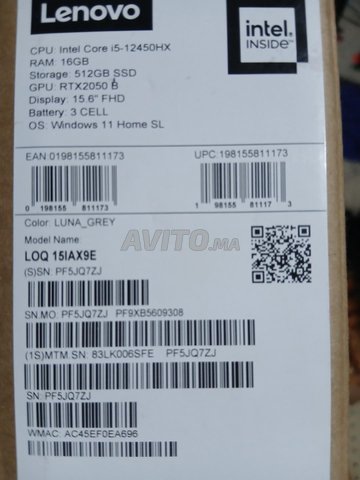 Lenovo
intel.
INSIDE™
CPU: Intel Core i5-12450HX
RAM: 16GB
Storage: 512GB SSD
GPU: RTX2050 B
Display: 15.6" FHD
Battery: 3 CELL
OS: Windows 11 Home SL
EAN:0198155811173
UPC:198155811173
0 198155 811173
1 98155 81117 3
Color: LUNA_GREY
AVITO.ma
Model Name:
LOQ 15IAX9E
(S)SN: PF5JQ7ZJ
SN.MO: PF5JQ7ZJ PF9XB5609308
(1S)MTM.SN: 83LK006SFE PF5JQ7ZJ
SN: PF5JQ7ZJ
WMAC: AC45EF0EA696